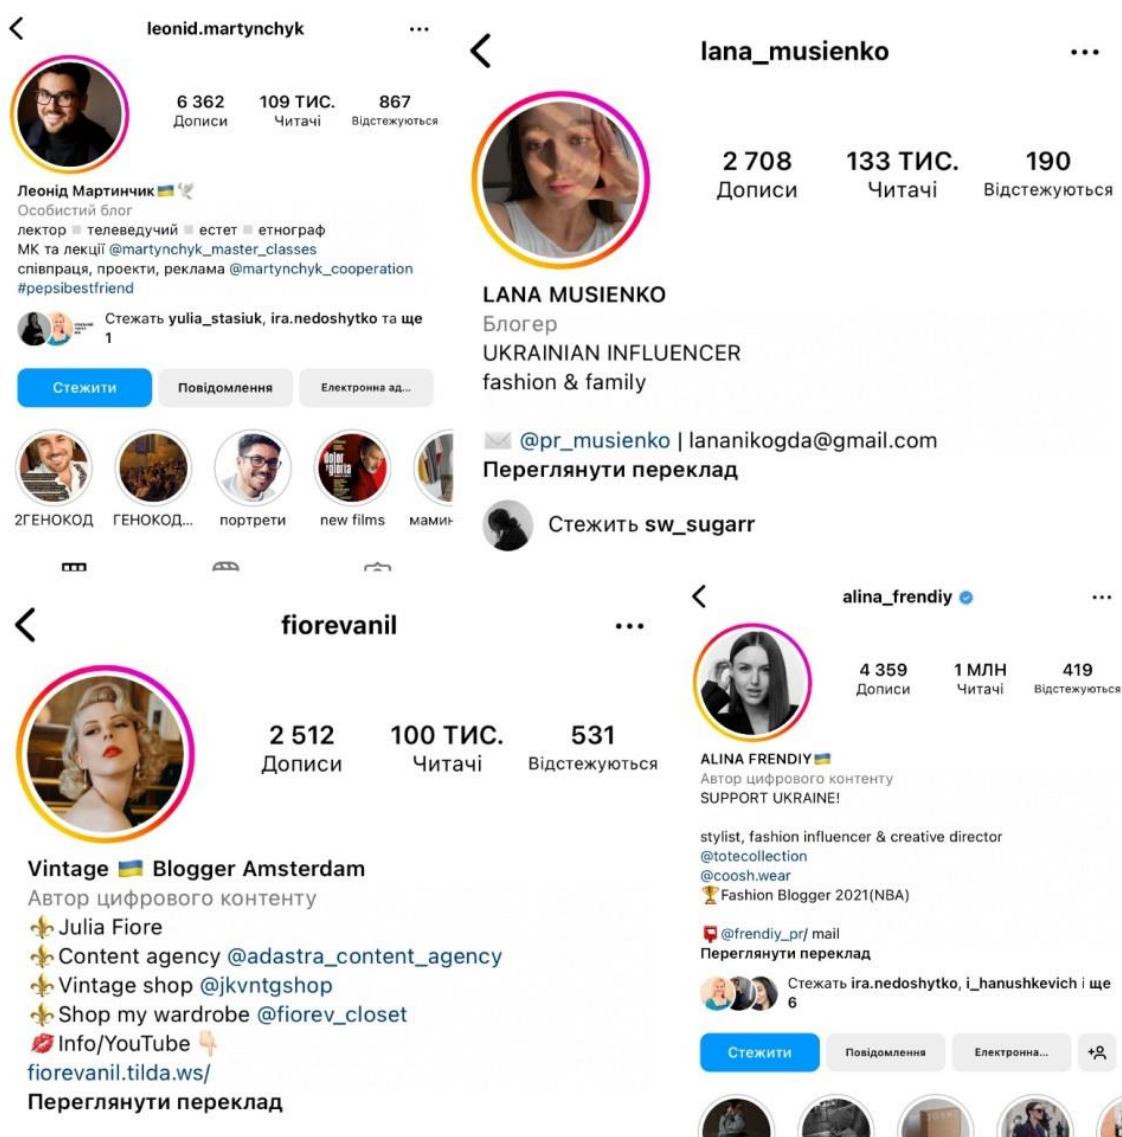 leonid.martynchyk
6 362 109 ТИС. 867
Дописи Читачі Відстежуються
Леонід Мартинчик🇺🇦🕊️
Особистий блог
лектор ◽ телеведучий ◽ естет ◽ етнограф
МК та лекції @martynchyk_master_classes
співпраця, проекти, реклама @martynchyk_cooperation
#pepsibestfriend
Стежать yulia_stasiuk, ira.nedoshytko та ще
1
Стежити Повідомлення Електронна ад...
dolor y gloria
2ГЕНОКОД ГЕНОКОД... портрети new films мамин
lana_musienko
2 708 133 ТИС. 190
Дописи Читачі Відстежуються
LANA MUSIENKO
Блогер
UKRAINIAN INFLUENCER
fashion & family
✉️ @pr_musienko | lananikogda@gmail.com
Переглянути переклад
Стежить sw_sugarr
fiorevanil
2 512 100 ТИС. 531
Дописи Читачі Відстежуються
Vintage 🇺🇦 Blogger Amsterdam
Автор цифрового контенту
⚜️Julia Fiore
⚜️Content agency @adastra_content_agency
⚜️Vintage shop @jkvntgshop
⚜️Shop my wardrobe @fiorev_closet
💋Info/YouTube 👇🏻
fiorevanil.tilda.ws/
Переглянути переклад
alina_frendiy
4 359 1 МЛН 419
Дописи Читачі Відстежуються
ALINA FRENDIY🇺🇦
Автор цифрового контенту
SUPPORT UKRAINE!
stylist, fashion influencer & creative director
@totecollection
@coosh.wear
🏆Fashion Blogger 2021(NBA)
📮@frendiy_pr/ mail
Переглянути переклад
Стежать ira.nedoshytko, i_hanushkevich і ще
6
Стежити Повідомлення Електронна...